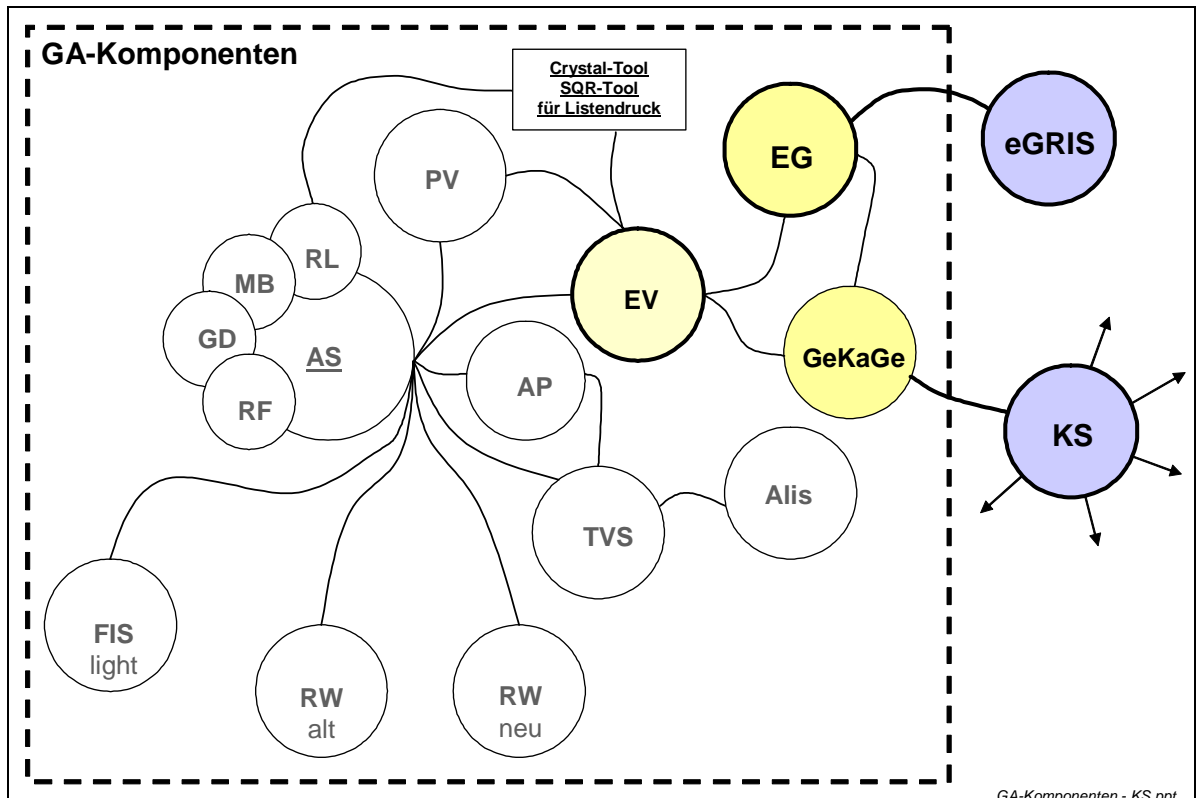 GA-Komponenten
Crystal-Tool
SQR-Tool
für Listendruck
EG
eGRIS
PV
RL
MB
EV
GD
AS
GeKaGe
AP
RF
KS
Alis
TVS
FIS
light
RW
alt
RW
neu
GA-Komponenten - KS.ppt